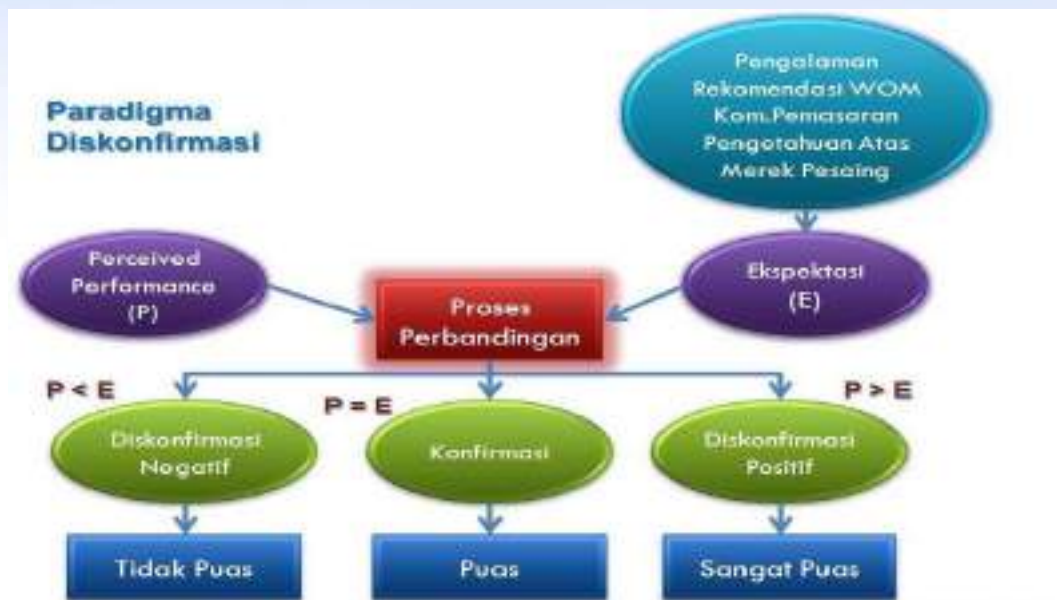 Paradigma
Diskonfirmasi
Pengalaman
Rekomendasi WOM
Kom.Pemasaran
Pengetahuan Atas
Merek Pesaing
Perceived
Performance
(P)
Ekspektasi
(E)
Proses
Perbandingan
P < E
P = E
P > E
Diskonfirmasi
Negatif
Konfirmasi
Diskonfirmasi
Positif
Tidak Puas
Puas
Sangat Puas